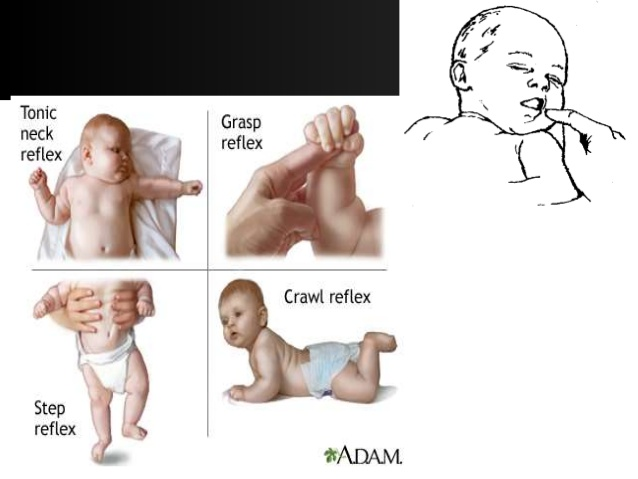 Tonic
neck
reflex
Grasp
reflex
Step
reflex
Crawl reflex
A.D.A.M.